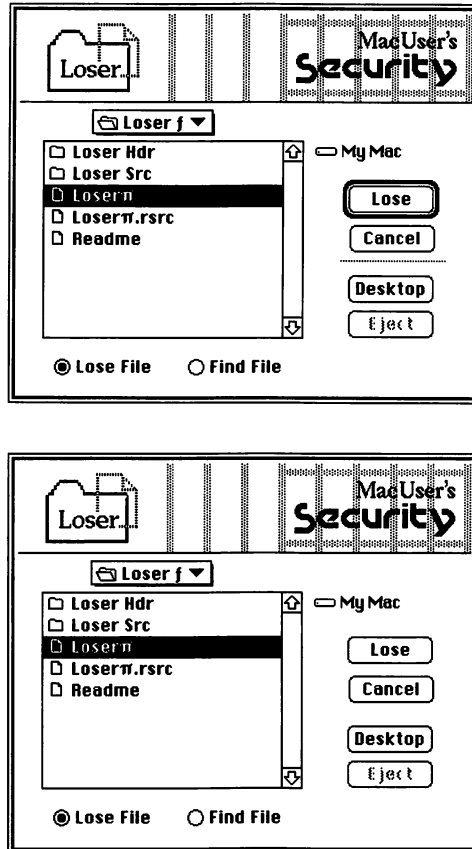 Loser
MacUser's
Security
Loser ƒ
Loser Hdr
Loser Src
Loserπ
Loserπ.rsrc
Readme
My Mac
Lose
Cancel
Desktop
Eject
Lose File
Find File
Loser
MacUser's
Security
Loser ƒ
Loser Hdr
Loser Src
Loserπ
Loserπ.rsrc
Readme
My Mac
Lose
Cancel
Desktop
Eject
Lose File
Find File